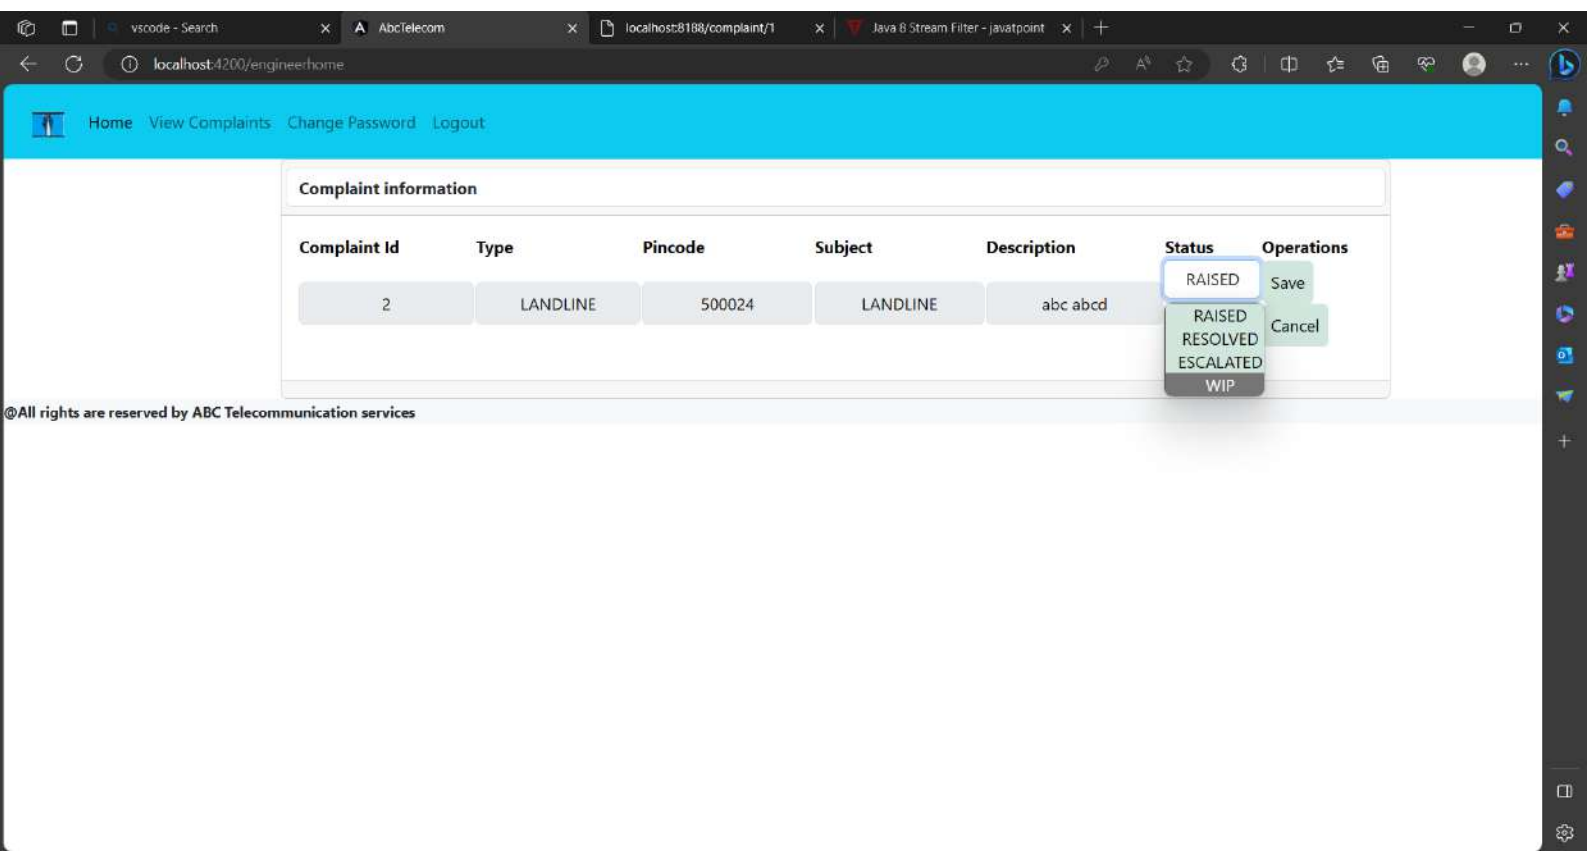 vscode - Search
AbcTelecom
localhost:8188/complaint/1
Java 8 Stream Filter - javatpoint
localhost:4200/engineerhome
Home View Complaints Change Password Logout
Complaint information
Complaint Id Type Pincode Subject Description Status Operations
2 LANDLINE 500024 LANDLINE abc abcd RAISED Save
Cancel
RAISED
RESOLVED
ESCALATED
WIP
@All rights are reserved by ABC Telecommunication services